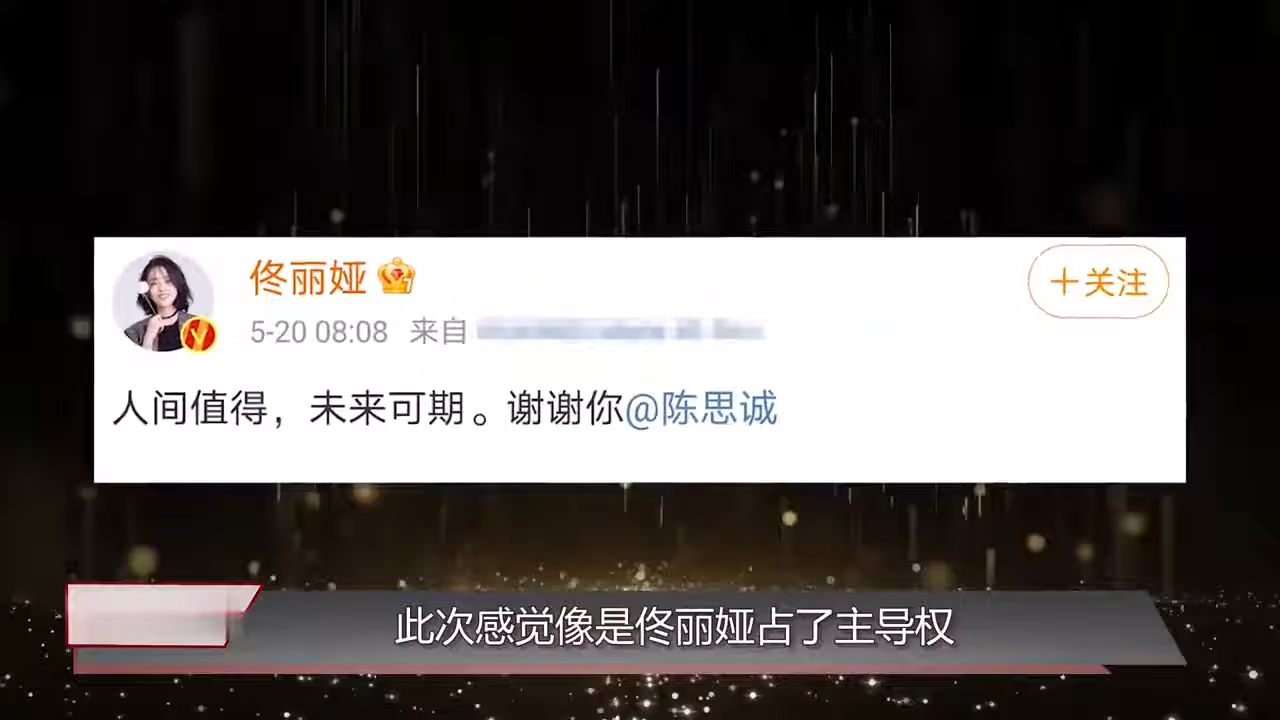 佟丽娅
+关注
5-20 08:08 来自
人间值得，未来可期。谢谢你@陈思诚
此次感觉像是佟丽娅占了主导权